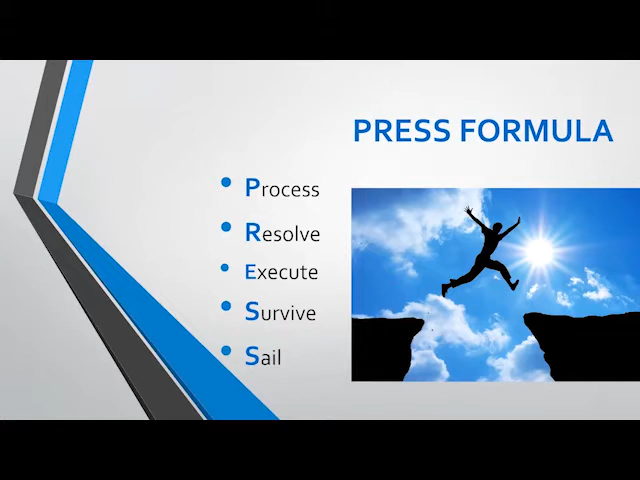 PRESS FORMULA
• Process
• Resolve
• Execute
• Survive
• Sail